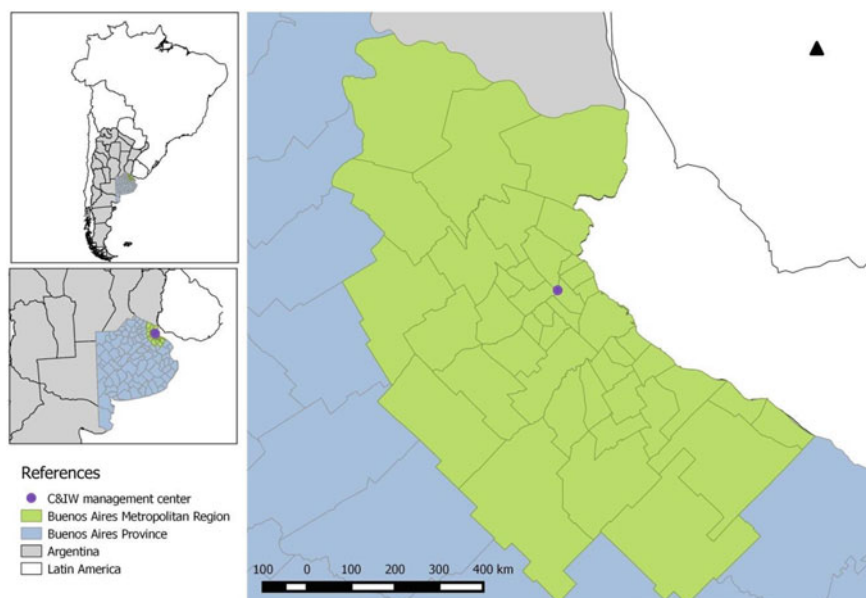 References
C&IW management center
Buenos Aires Metropolitan Region
Buenos Aires Province
Argentina
Latin America
100 0 100 200 300 400 km